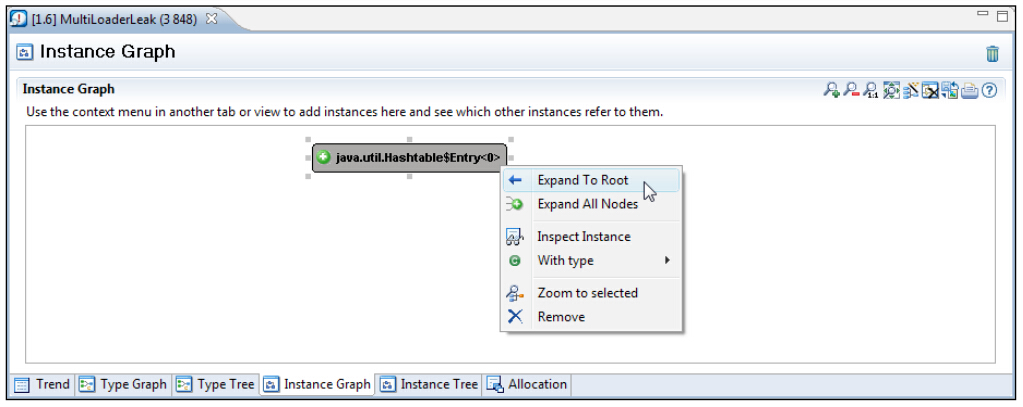 [1.6] MultiLoaderLeak (3 848)
Instance Graph
Instance Graph
1:1
Use the context menu in another tab or view to add instances here and see which other instances refer to them.
java.util.Hashtable$Entry<0>
Expand To Root
Expand All Nodes
Inspect Instance
With type
Zoom to selected
Remove
Trend Type Graph Type Tree Instance Graph Instance Tree Allocation